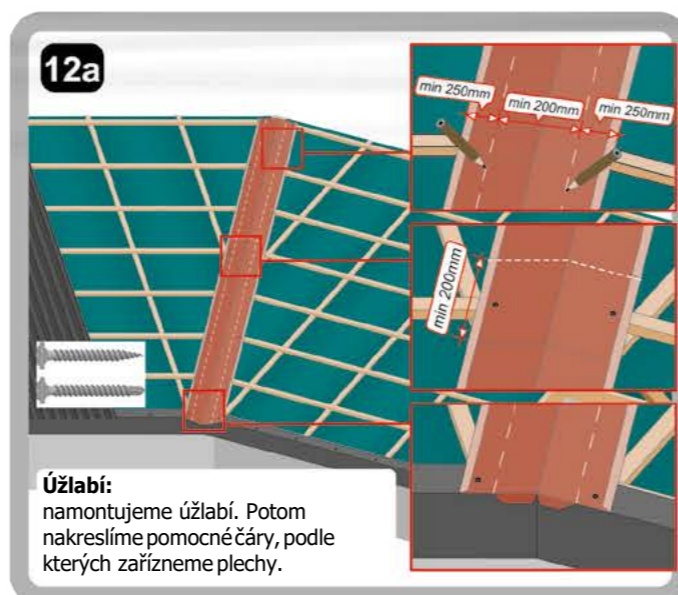 12a
min 250mm
min 200mm
min 250mm
min 200mm
Úžlabí:
namontujeme úžlabí. Potom
nakreslíme pomocné čáry, podle
kterých zařízneme plechy.